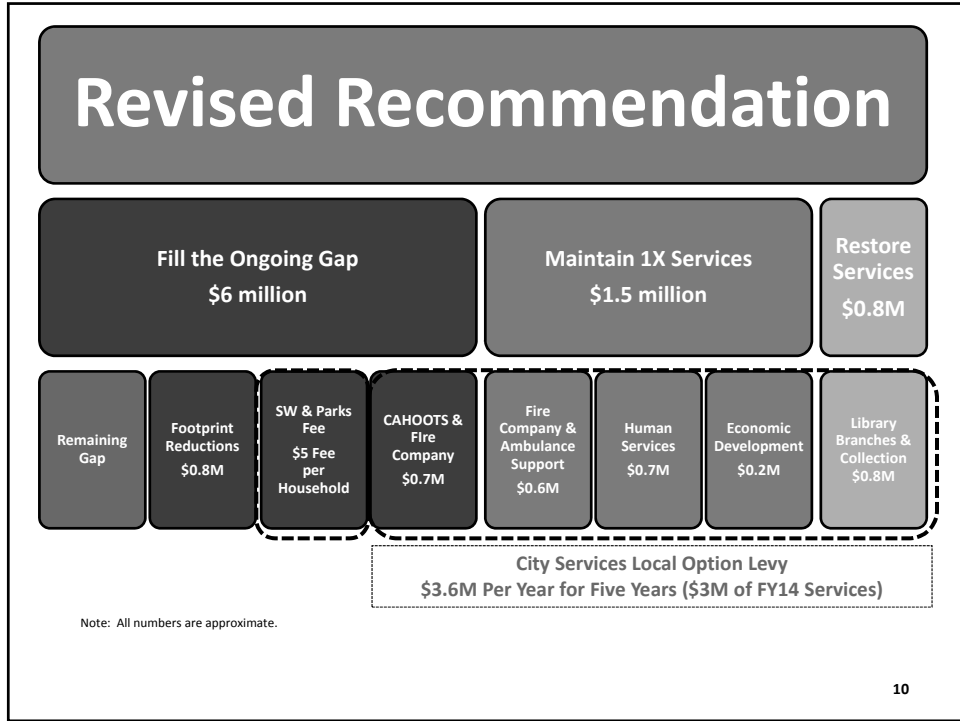 Revised Recommendation
Fill the Ongoing Gap
$6 million
Maintain 1X Services
$1.5 million
Restore
Services
$0.8M
Remaining
Gap
Footprint
Reductions
$0.8M
SW & Parks
Fee
$5 Fee
per
Household
CAHOOTS &
FIre
Company
$0.7M
Fire
Company &
Ambulance
Support
$0.6M
Human
Services
$0.7M
Economic
Development
$0.2M
Library
Branches &
Collection
$0.8M
City Services Local Option Levy
$3.6M Per Year for Five Years ($3M of FY14 Services)
Note:  All numbers are approximate.
10